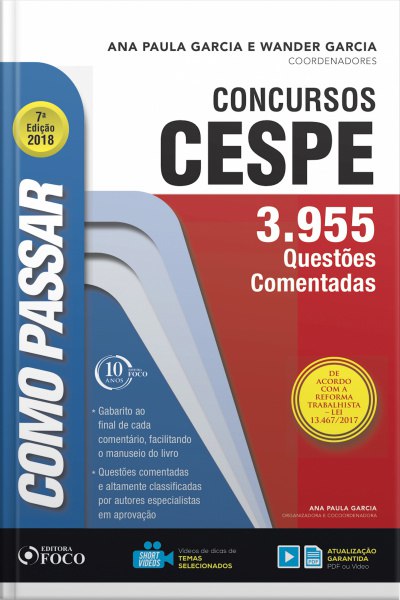 ANA PAULA GARCIA E WANDER GARCIA
COORDENADORES
7ª
Edição
2018
CONCURSOS
CESPE
3.955
Questões
Comentadas
COMO PASSAR
10
ANOS
EDITORA
FOCO
DE
ACORDO
COM A
REFORMA
TRABALHISTA
– LEI
13.467/2017
• Gabarito ao
final de cada
comentário, facilitando
o manuseio do livro
• Questões comentadas
e altamente classificadas
por autores especialistas
em aprovação
ANA PAULA GARCIA
ORGANIZADORA E COCOORDENADORA
EDITORA
FOCO
SHORT
VIDEOS
Vídeos de dicas de
TEMAS
SELECIONADOS
PDF
ATUALIZAÇÃO
GARANTIDA
PDF ou Vídeo